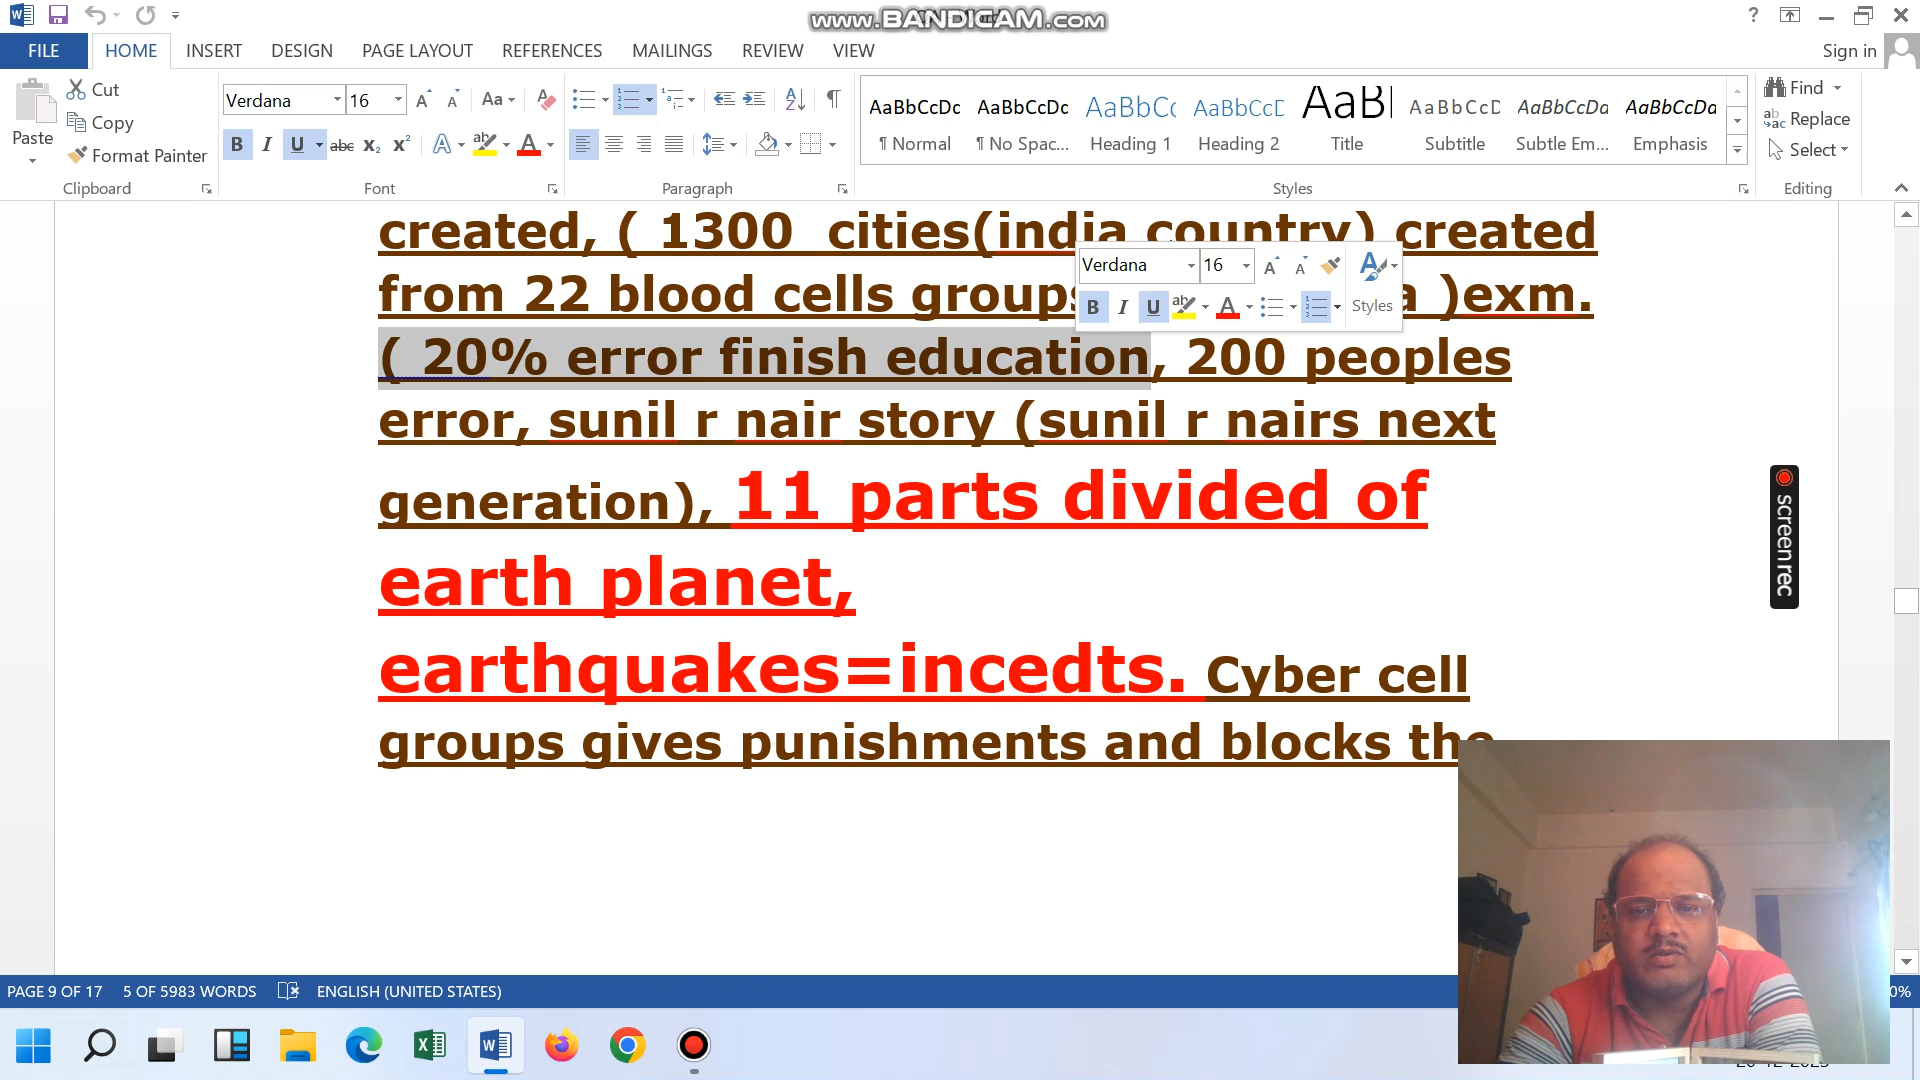 www.BANDICAM.com
FILE HOME INSERT DESIGN PAGE LAYOUT REFERENCES MAILINGS REVIEW VIEW Sign in
Paste
Cut
Copy
Format Painter
Verdana 16
Find
Replace
Select
AaBbCcDc AaBbCcDc AaBbC AaBbCcD AaB AaBbCcD AaBbCcDa AaBbCcDa
¶ Normal ¶ No Spac... Heading 1 Heading 2 Title Subtitle Subtle Em... Emphasis
Clipboard Font Paragraph Styles Editing
created, ( 1300 cities(india country) created
from 22 blood cells groups )exm.
( 20% error finish education, 200 peoples
error, sunil r nair story (sunil r nairs next
generation), 11 parts divided of
earth planet,
earthquakes=incedts. Cyber cell
groups gives punishments and blocks the
Verdana 16
Styles
screenrec
PAGE 9 OF 17 5 OF 5983 WORDS ENGLISH (UNITED STATES) 0%